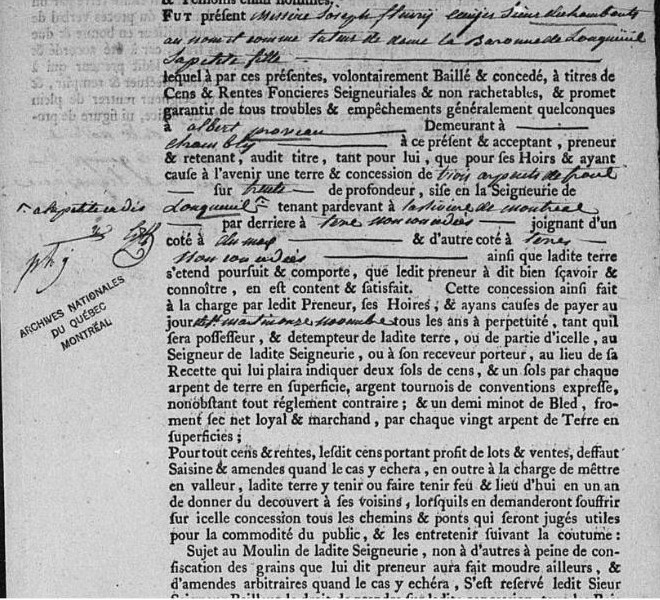 & Témoins étant nommés,
FUT présent Messire Joseph fleury Sieur deschambault
au nom et comme tuteur de dame la Baronne de Longueüil
Sa petite fille
lequel à par ces présentes, volontairement Baillé & concedé, à titres de
Cens & Rentes Foncieres Seigneuriales & non rachetables, & promet
garantir de tous troubles & empêchements généralement quelconques
à albert Demeurant à
chambly à ce présent & acceptant, preneur
& retenant, audit titre, tant pour lui, que pour ses Hoirs & ayant
cause à l'avenir une terre & concession de trois arpents de front
sur trente de profondeur, sise en la Seigneurie de
Longueuil tenant pardevant à la riviere de montreal
par derriere à terre non concedées joignant d'un
coté à & d'autre coté à terres
Non concedées ainsi que ladite terre
s'etend poursuit & comporte, que ledit preneur à dit bien sçavoir &
connoître, en est content & satisfait. Cette concession ainsi fait
à la charge par ledit Preneur, ses Hoires ; & ayans causes de payer au
jour St martin onze novembre tous les ans à perpetuité, tant quil
sera possesseur, & detempteur de ladite terre, ou de partie d'icelle, au
Seigneur de ladite Seigneurie, ou à son receveur porteur, au lieu de sa
Recette qui lui plaira indiquer deux sols de cens, & un sols par chaque
arpent de terre en superficie, argent tournois de conventions expresse,
nonobstant tout réglement contraire ; & un demi minot de Bled, fro-
ment sec net loyal & marchand, par chaque vingt arpent de Terre en
superficies ;
Pour tout cens & rentes, lesdit cens portant profit de lots & ventes, deffaut
Saisine & amendes quand le cas y echera, en outre à la charge de mêttre
en valleur, ladite terre y tenir ou faire tenir feu & lieu d'hui en un an
de donner du decouvert à ses voisins, lorsquils en demanderont souffrir
sur icelle concession tous les chemins & ponts qui seront jugés utiles
pour la commodité du public, & les entretenir suivant la coutume :
Sujet au Moulin de ladite Seigneurie, non à d'autres à peine de con-
fiscation des grains que lui dit preneur aura fait moudre ailleurs, &
d'amendes arbitraires quand le cas y echéra, S'est reservé ledit Sieur
ARCHIVES NATIONALES
DU QUÉBEC
MONTRÉAL